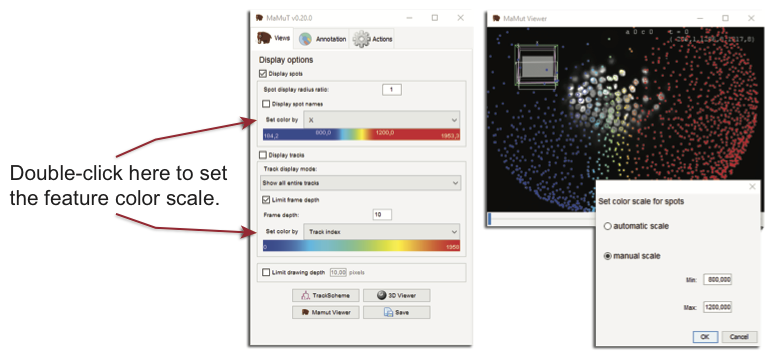 MaMuT v0.20.0
Views
Annotation
Actions
Display options
Display spots
Spot display radius ratio:
1
Display spot names
Set color by
X
184,2
800,0
1200,0
1953,3
Display tracks
Track display mode:
Show all entire tracks
Limit frame depth
Frame depth:
10
Set color by
Track index
0
1958
Limit drawing depth
10,00
pixels
TrackScheme
3D Viewer
Mamut Viewer
Save
Double-click here to set
the feature color scale.
MaMut Viewer
t = 0
Set color scale for spots
automatic scale
manual scale
Min:
800,000
Max:
1200,000
OK
Cancel